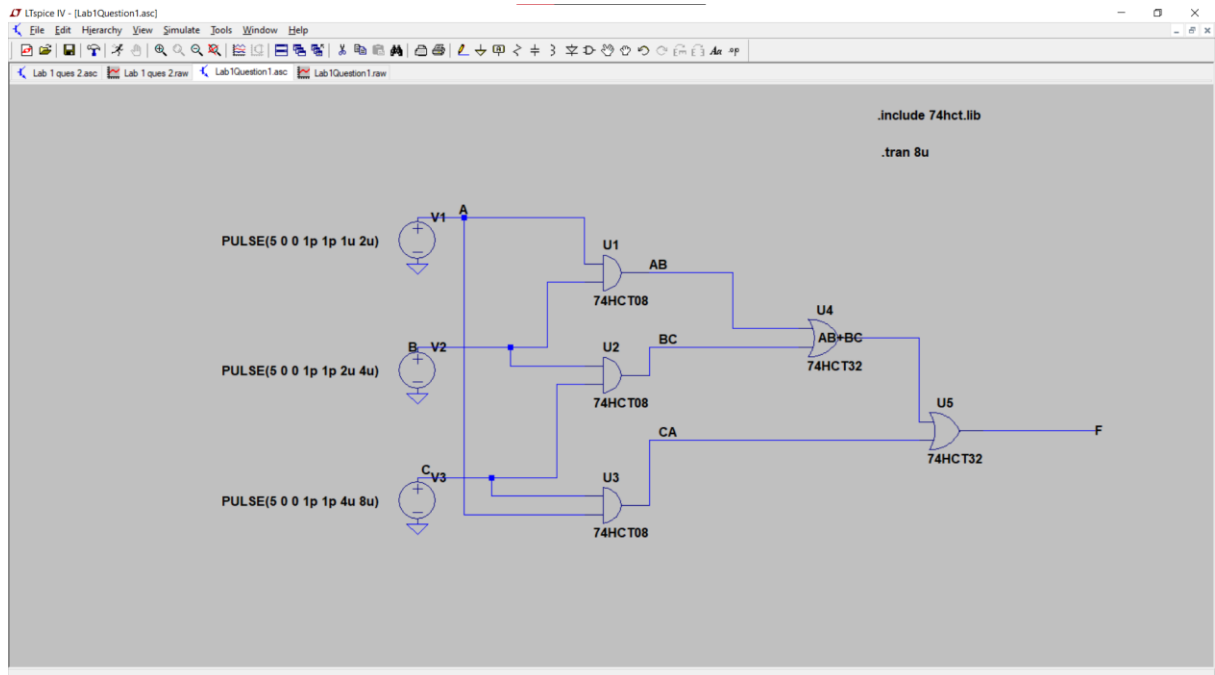 LTspice IV - [Lab1Question1.asc]
File Edit Hierarchy View Simulate Tools Window Help
Lab 1 ques 2.asc Lab 1 ques 2.raw Lab1Question1.asc Lab1Question1.raw
.include 74hct.lib
.tran 8u
V1 A
PULSE(5 0 0 1p 1p 1u 2u)
U1
AB
74HCT08
U4
B V2
U2
BC
AB+BC
PULSE(5 0 0 1p 1p 2u 4u)
74HCT32
74HCT08
U5
CA
F
74HCT32
C V3
U3
PULSE(5 0 0 1p 1p 4u 8u)
74HCT08